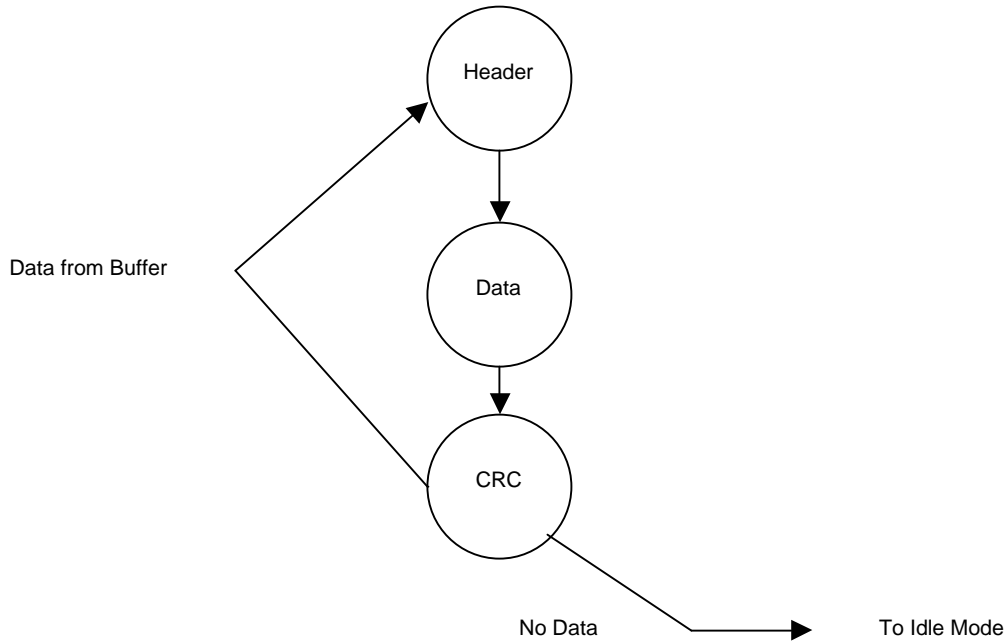 Header
Data from Buffer
Data
CRC
No Data
To Idle Mode